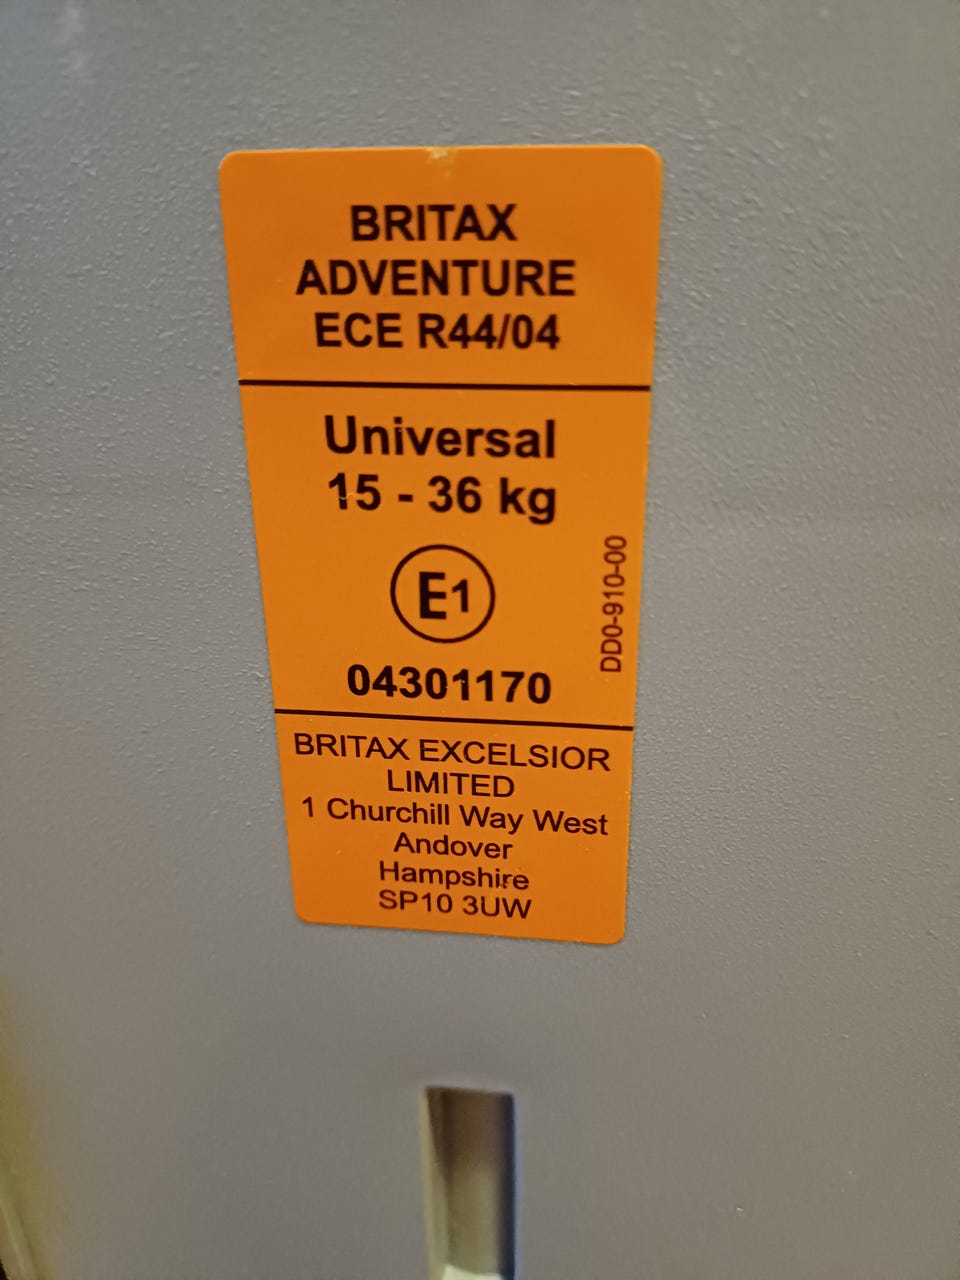 BRITAX
ADVENTURE
ECE R44/04
Universal
15 - 36 kg
E1
DD0-910-00
04301170
BRITAX EXCELSIOR
LIMITED
1 Churchill Way West
Andover
Hampshire
SP10 3UW